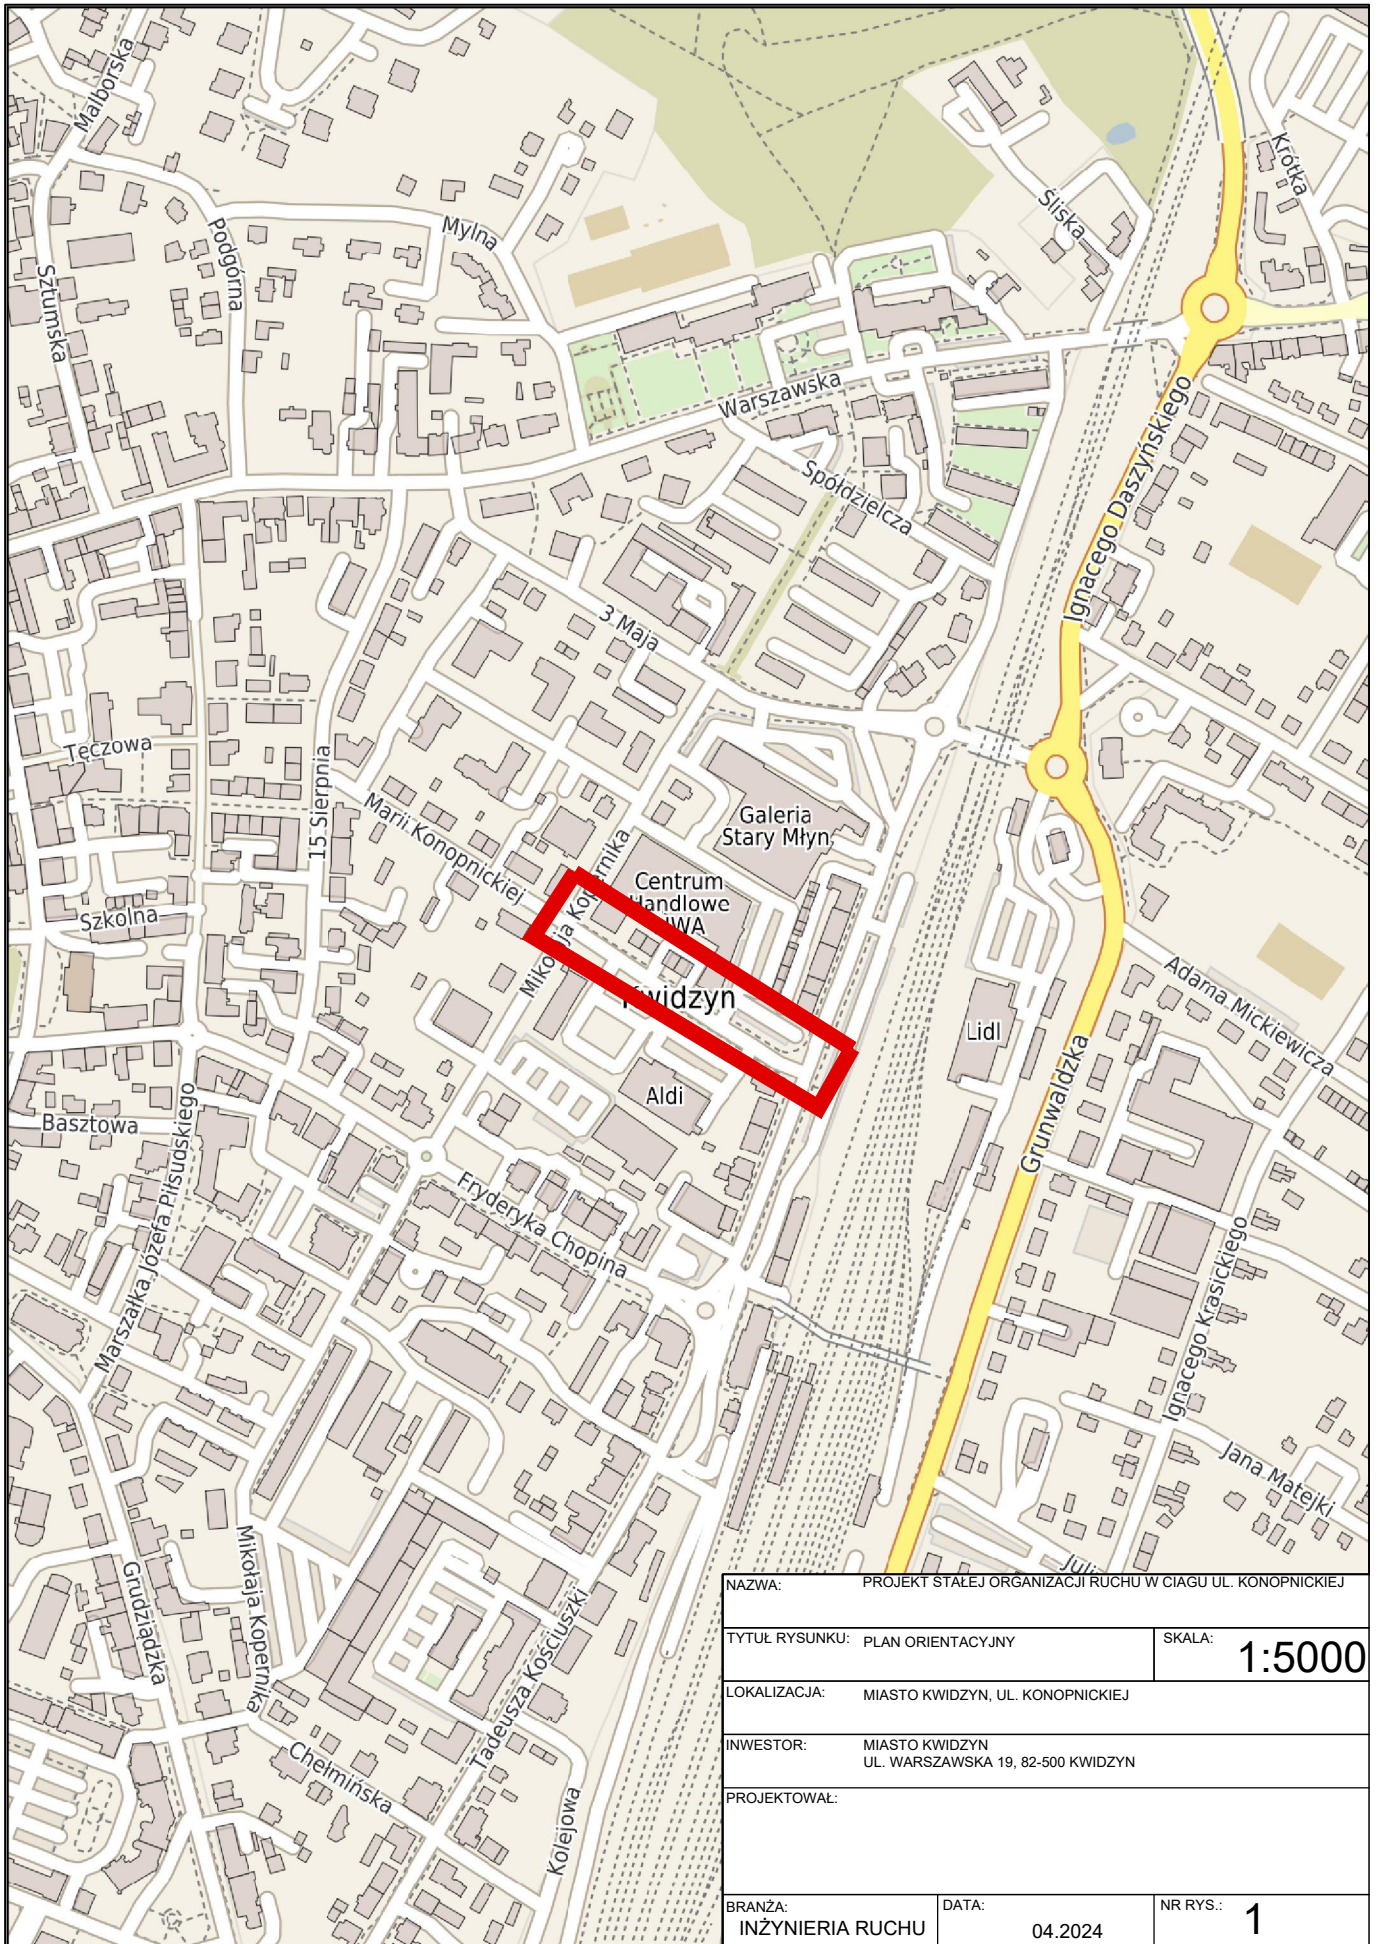 Malborska
Krótka
Śliska
Podgórna
Mylna
Sztumska
Warszawska
Ignacego Daszyńskiego
Spółdzielcza
3 Maja
Tęczowa
15 Sierpnia
Marii Konopnickiej
Galeria
Stary Młyn
Mikołaja Kopernika
Centrum
Handlowe
Szkolna
Kwidzyn
Adama Mickiewicza
Lidl
Grunwaldzka
Aldi
Basztowa
Marszałka Józefa Piłsudskiego
Fryderyka Chopina
Ignacego Krasickiego
Jana Matejki
Grudziądzka
Mikołaja Kopernika
Tadeusza Kościuszki
Chełmińska
Kolejowa
NAZWA: PROJEKT STAŁEJ ORGANIZACJI RUCHU W CIAGU UL. KONOPNICKIEJ
TYTUŁ RYSUNKU: PLAN ORIENTACYJNY SKALA: 1:5000
LOKALIZACJA: MIASTO KWIDZYN, UL. KONOPNICKIEJ
INWESTOR: MIASTO KWIDZYN
UL. WARSZAWSKA 19, 82-500 KWIDZYN
PROJEKTOWAŁ:
BRANŻA: DATA: NR RYS.: 1
INŻYNIERIA RUCHU 04.2024